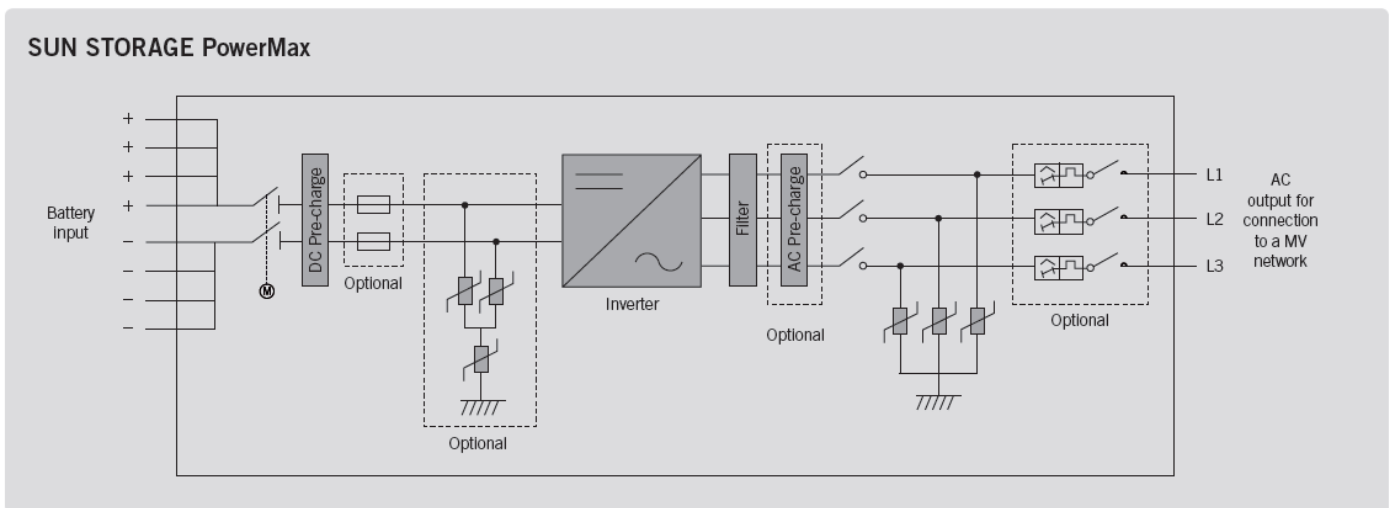 SUN STORAGE PowerMax
+
+
+
+
−
−
−
−
Battery
input
M
DC Pre-charge
Optional
Optional
Inverter
Filter
AC Pre-charge
Optional
Optional
L1
L2
L3
AC
output for
connection
to a MV
network